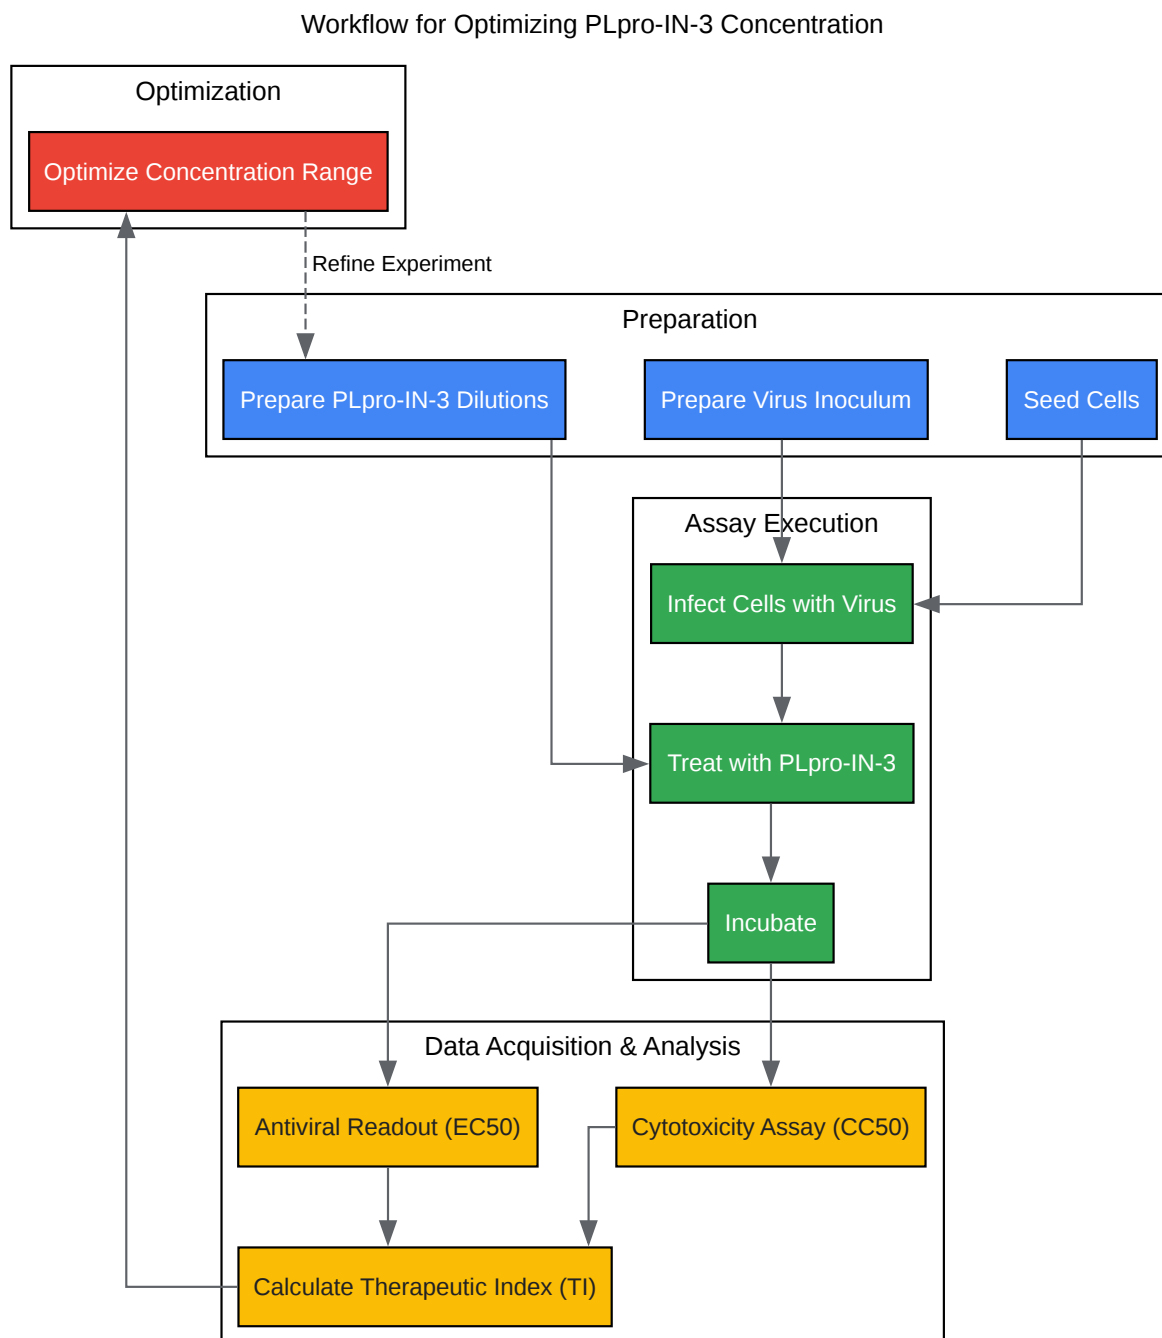 Workflow for Optimizing PLpro-IN-3 Concentration
Optimization
Optimize Concentration Range
Refine Experiment
Preparation
Prepare PLpro-IN-3 Dilutions
Prepare Virus Inoculum
Seed Cells
Assay Execution
Infect Cells with Virus
Treat with PLpro-IN-3
Incubate
Data Acquisition & Analysis
Antiviral Readout (EC50)
Cytotoxicity Assay (CC50)
Calculate Therapeutic Index (TI)